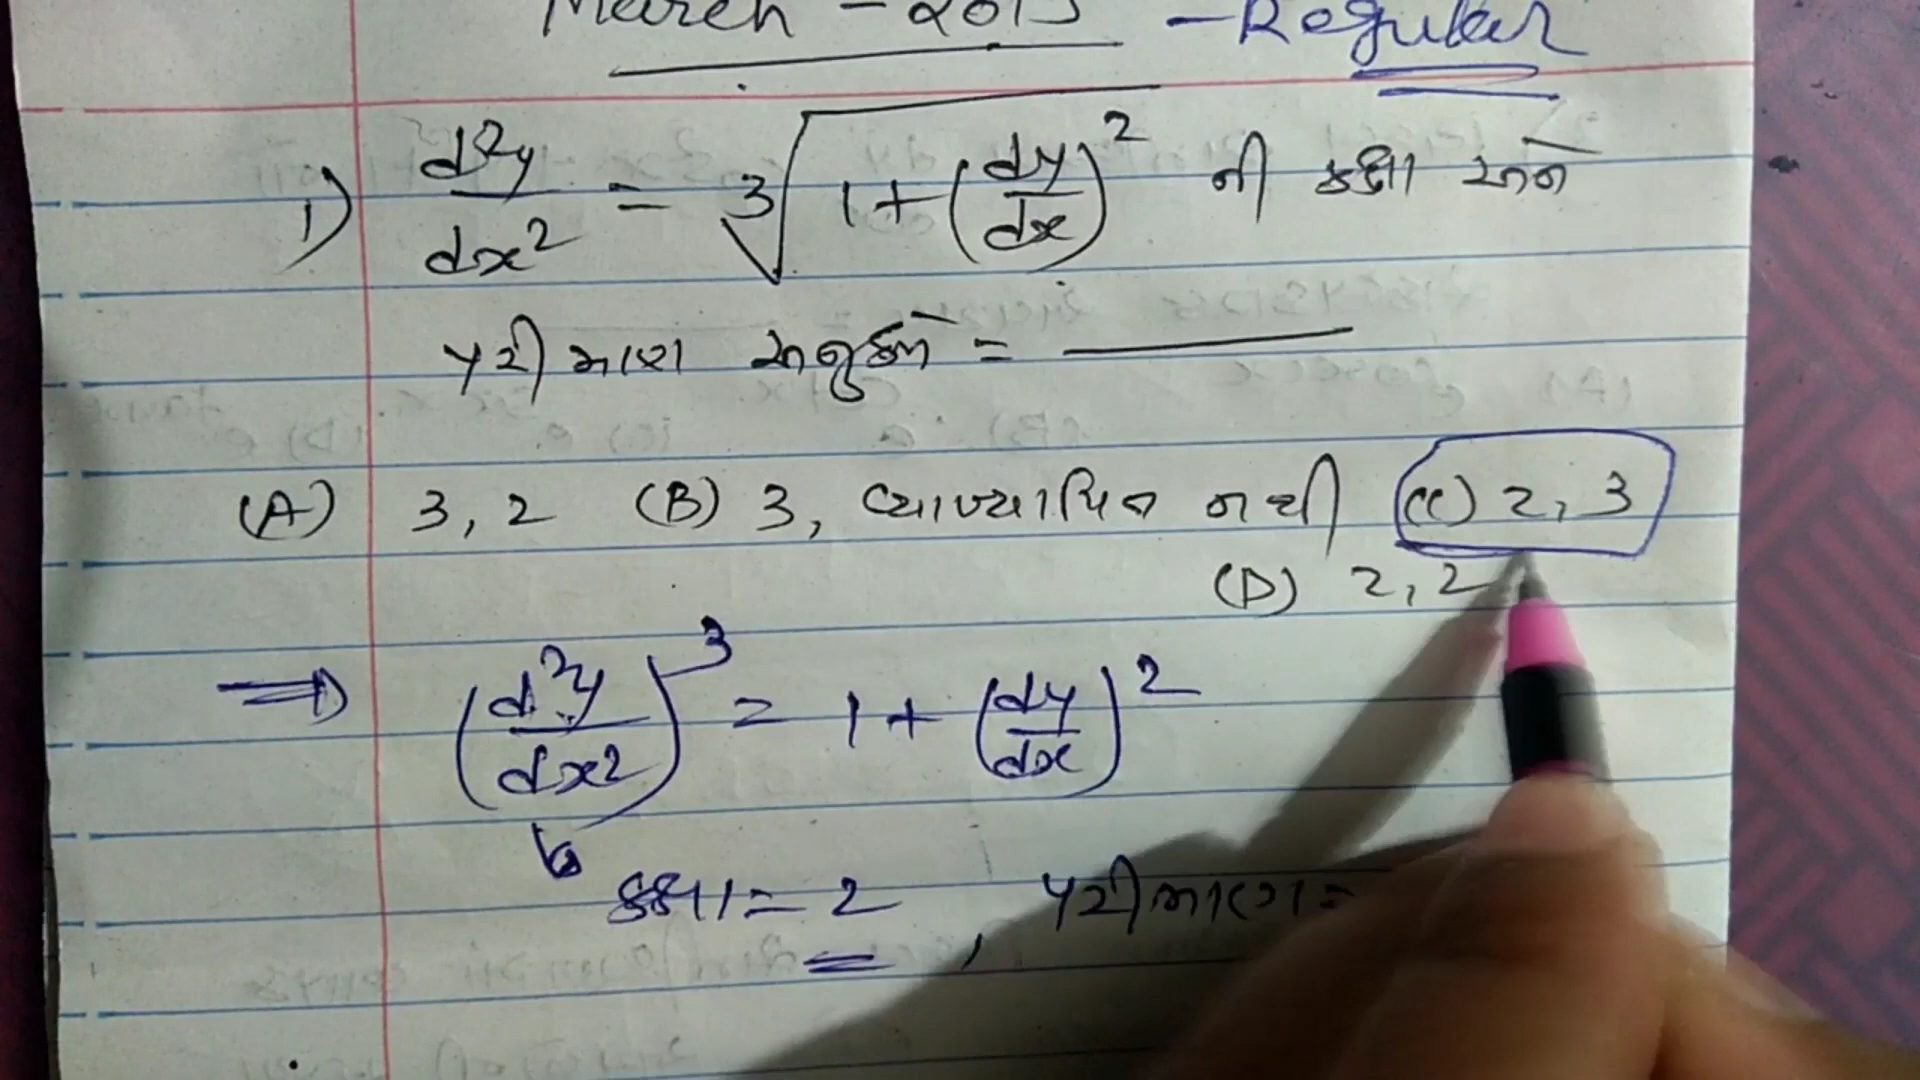 March - 2015 - Regular
1) d²y/dx² = ∛(1+(dy/dx)²) ની કક્ષા અને
પરીમાણ અનુક્રમે = ______
(A) 3, 2 (B) 3, વ્યાખ્યાયિત નથી (C) 2, 3
(D) 2, 2
⇒ (d²y/dx²)³ = 1 + (dy/dx)²
કક્ષા = 2 , પરીમાણ =